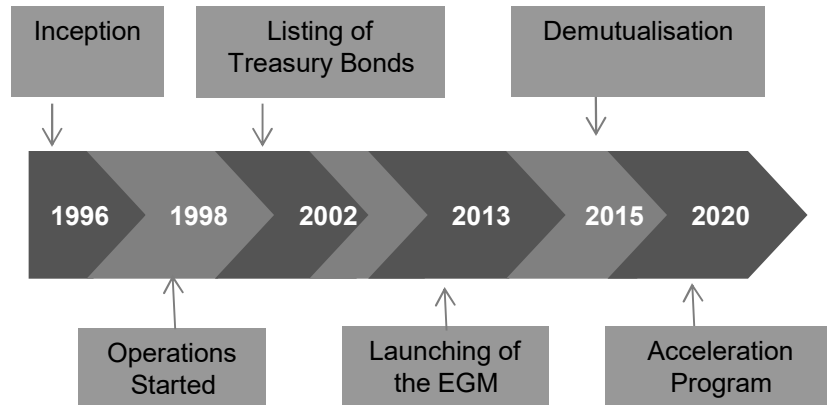 Inception
Listing of
Treasury Bonds
Demutualisation
1996
1998
2002
2013
2015
2020
Operations
Started
Launching of
the EGM
Acceleration
Program